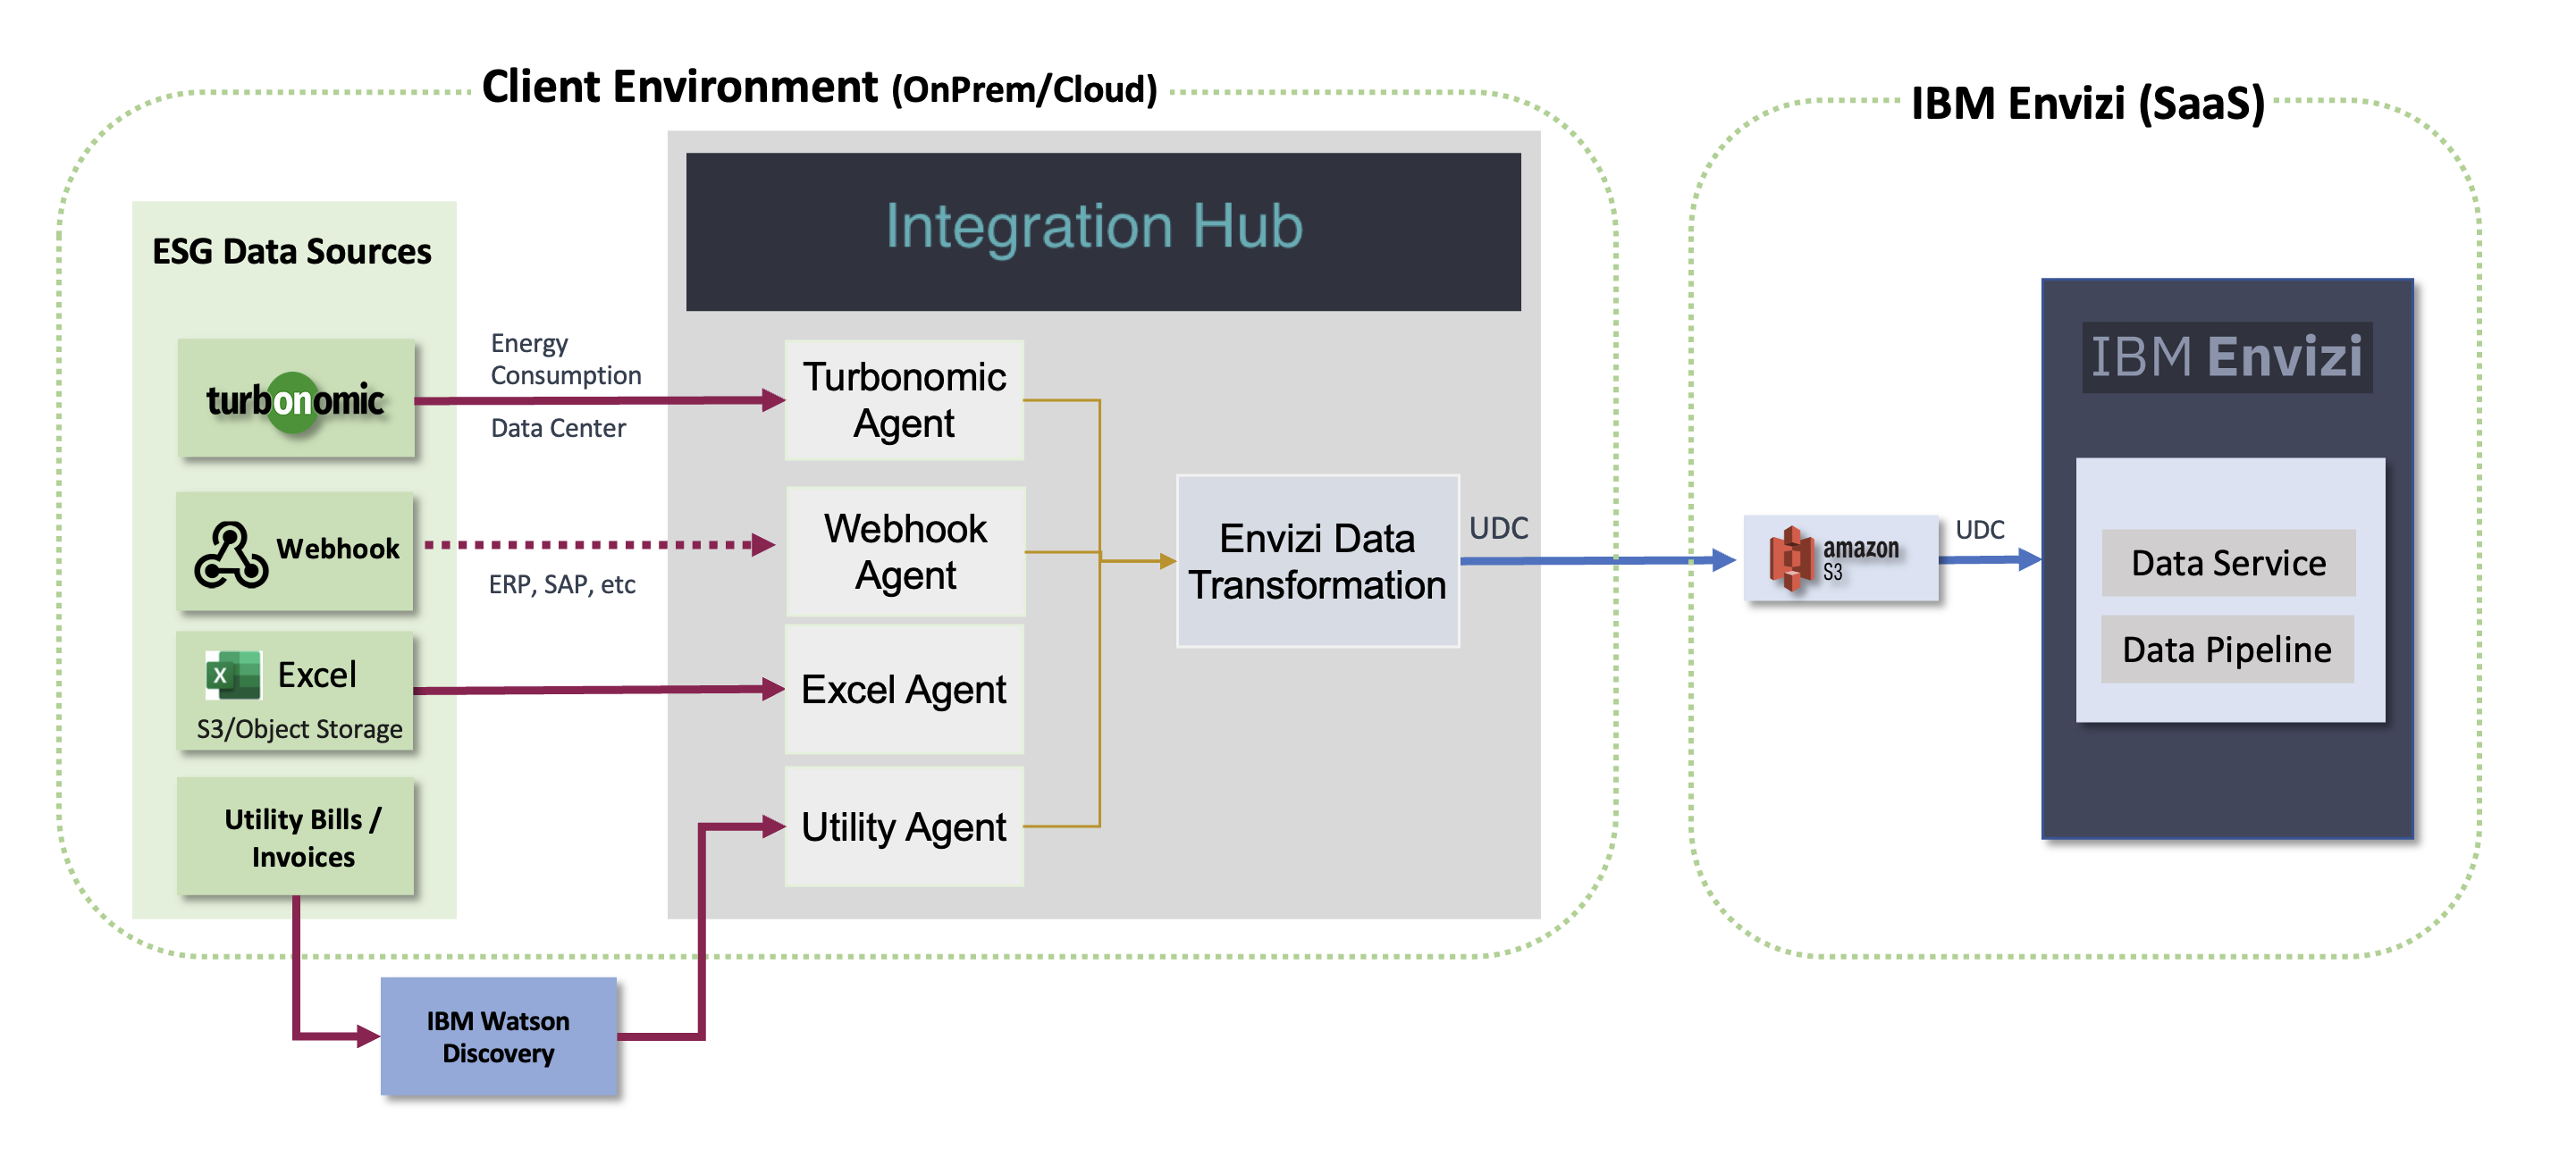 Client Environment (OnPrem/Cloud)
IBM Envizi (SaaS)
Integration Hub
ESG Data Sources
turbonomic
Energy
Consumption
Data Center
Turbonomic
Agent
Webhook
ERP, SAP, etc
Webhook
Agent
Excel
S3/Object Storage
Excel Agent
Utility Bills /
Invoices
Utility Agent
IBM Watson
Discovery
Envizi Data
Transformation
UDC
amazon
S3
UDC
IBM Envizi
Data Service
Data Pipeline